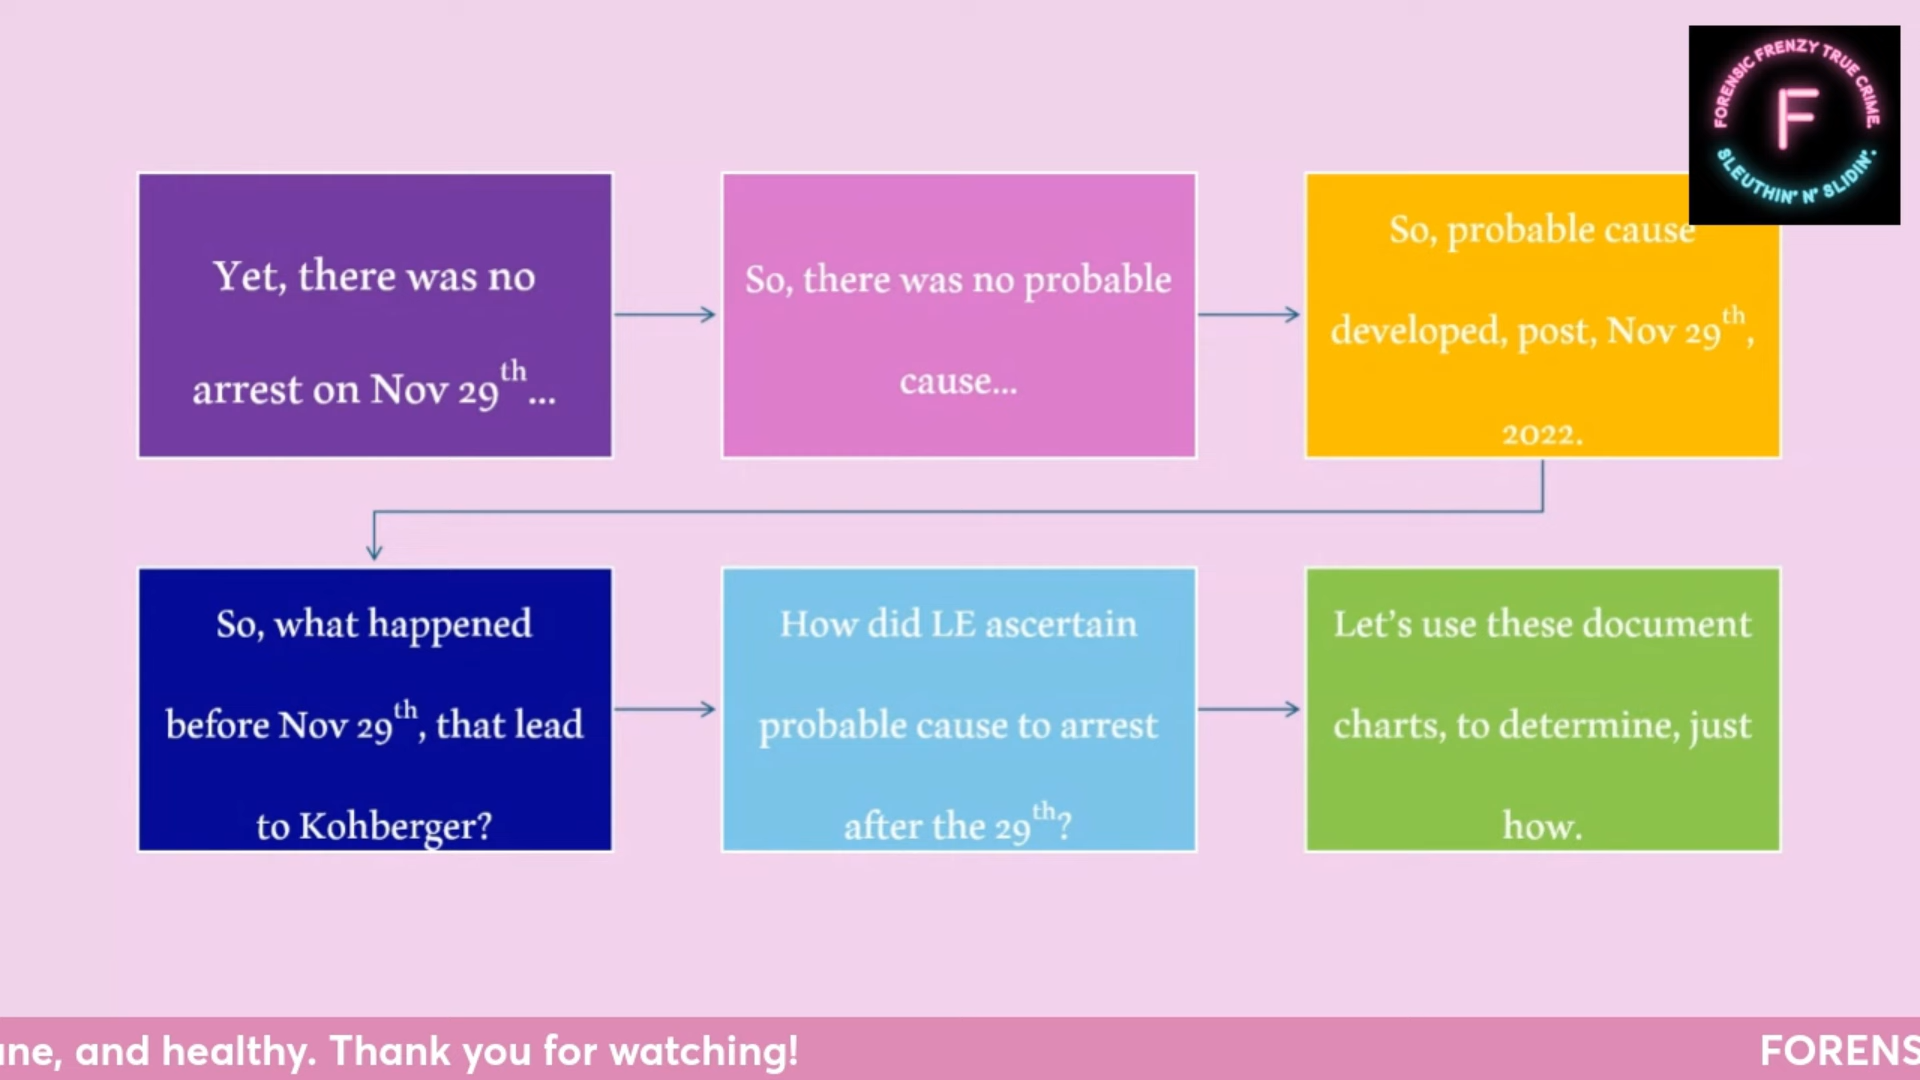 FORENSIC FRENZY TRUE CRIME.
F
SLEUTHIN' N' SLIDIN'.
Yet, there was no
arrest on Nov 29th...
So, there was no probable
cause...
So, probable cause
developed, post, Nov 29th,
2022.
So, what happened
before Nov 29th, that lead
to Kohberger?
How did LE ascertain
probable cause to arrest
after the 29th?
Let's use these document
charts, to determine, just
how.
and healthy. Thank you for watching!